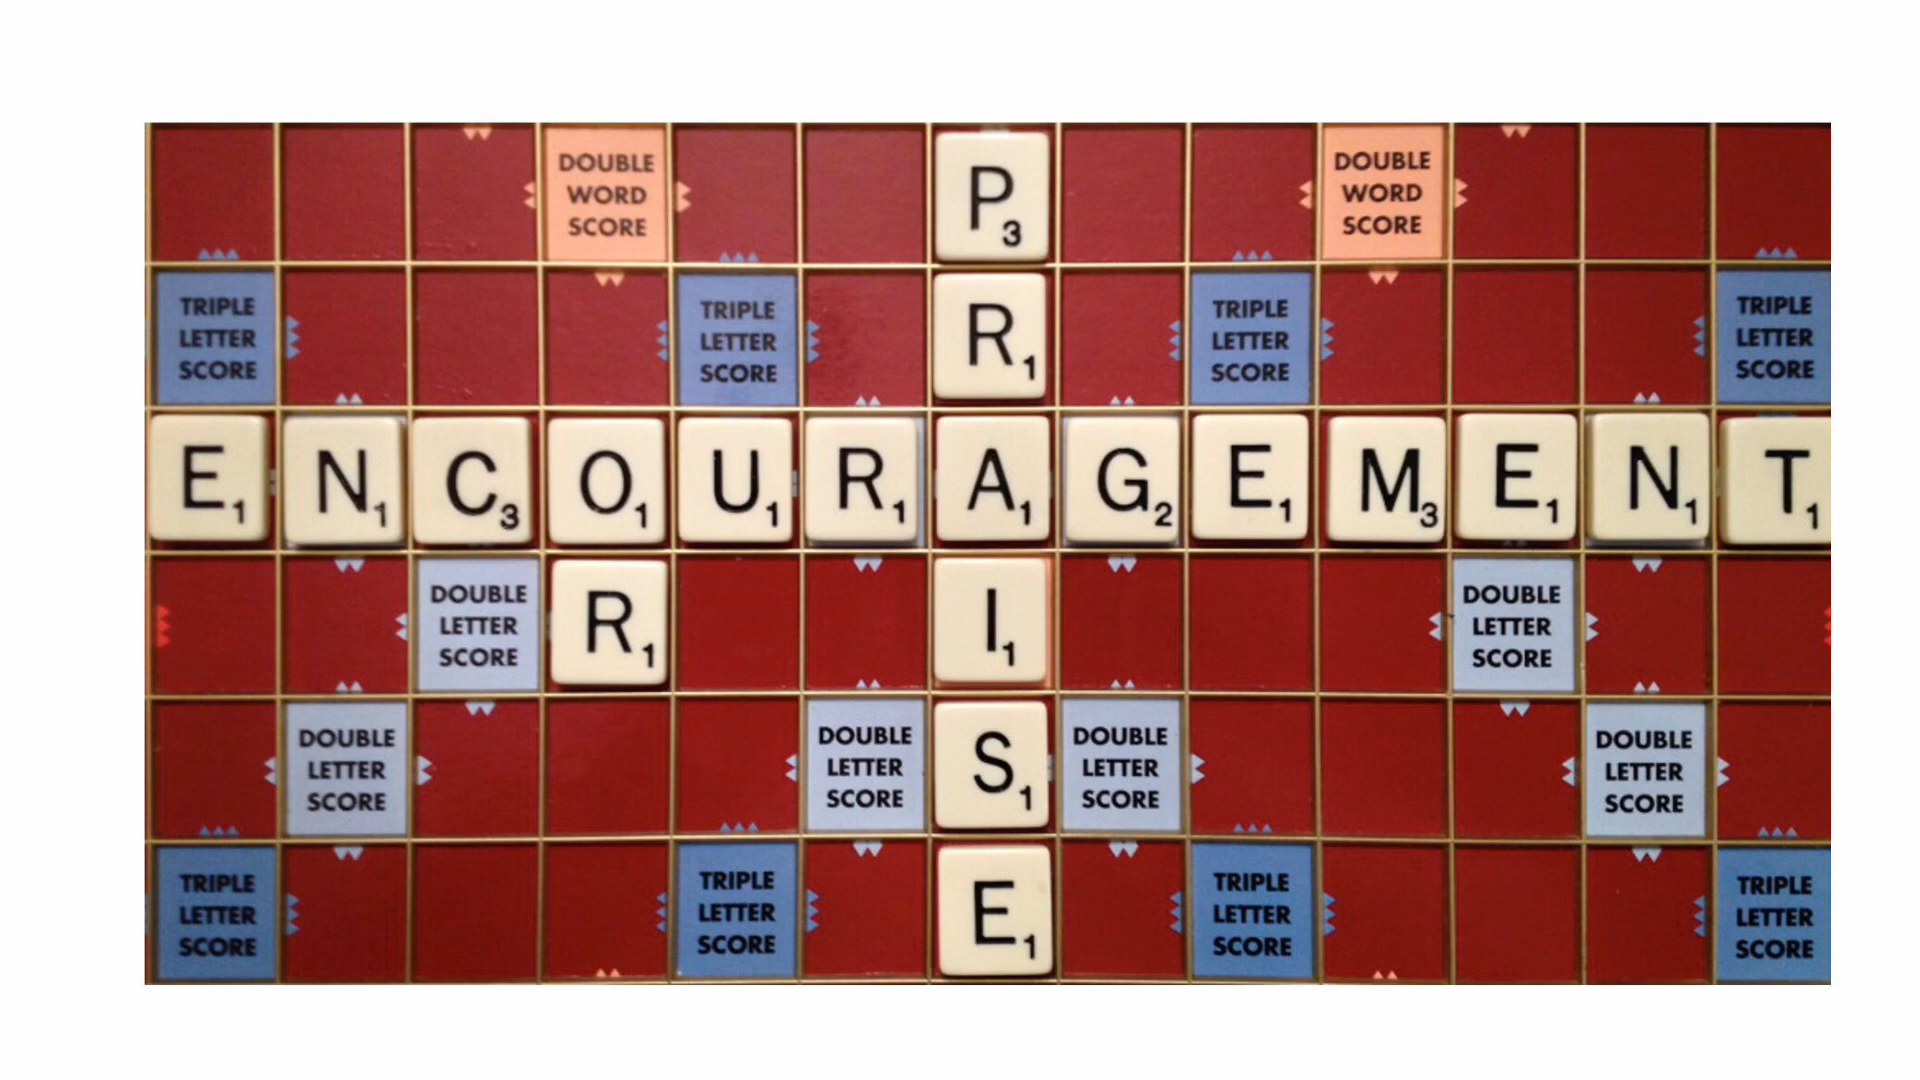 DOUBLE WORD SCORE P3 DOUBLE WORD SCORE
TRIPLE LETTER SCORE TRIPLE LETTER SCORE R1 TRIPLE LETTER SCORE TRIPLE LETTER SCORE
E1 N1 C3 O1 U1 R1 A1 G2 E1 M3 E1 N1 T1
DOUBLE LETTER SCORE R1 I1 DOUBLE LETTER SCORE
DOUBLE LETTER SCORE DOUBLE LETTER SCORE S1 DOUBLE LETTER SCORE DOUBLE LETTER SCORE
TRIPLE LETTER SCORE TRIPLE LETTER SCORE E1 TRIPLE LETTER SCORE TRIPLE LETTER SCORE